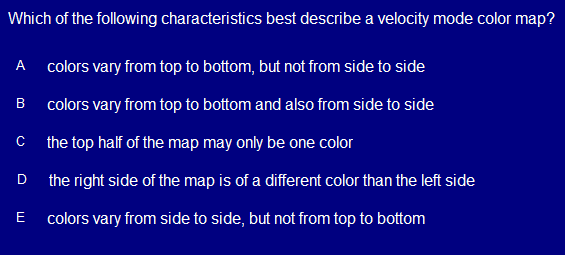 Which of the following characteristics best describe a velocity mode color map?
A colors vary from top to bottom, but not from side to side
B colors vary from top to bottom and also from side to side
C the top half of the map may only be one color
D the right side of the map is of a different color than the left side
E colors vary from side to side, but not from top to bottom